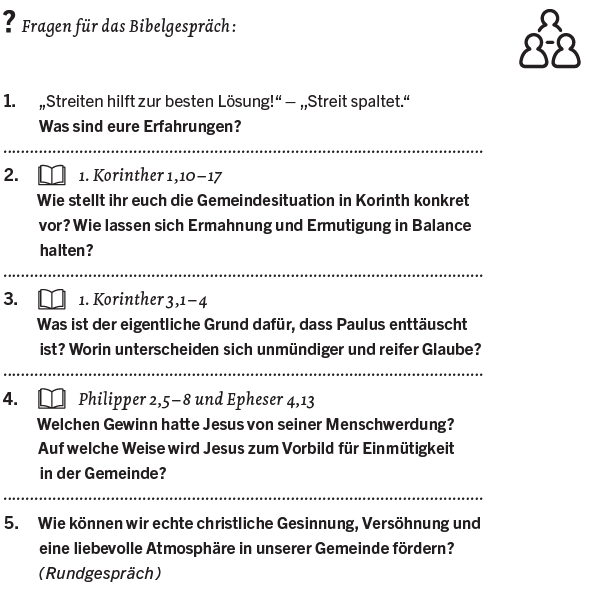 ? Fragen für das Bibelgespräch:
1. „Streiten hilft zur besten Lösung!“ – „Streit spaltet.“
Was sind eure Erfahrungen?
2. 1. Korinther 1,10–17
Wie stellt ihr euch die Gemeindesituation in Korinth konkret
vor? Wie lassen sich Ermahnung und Ermutigung in Balance
halten?
3. 1. Korinther 3,1–4
Was ist der eigentliche Grund dafür, dass Paulus enttäuscht
ist? Worin unterscheiden sich unmündiger und reifer Glaube?
4. Philipper 2,5–8 und Epheser 4,13
Welchen Gewinn hatte Jesus von seiner Menschwerdung?
Auf welche Weise wird Jesus zum Vorbild für Einmütigkeit
in der Gemeinde?
5. Wie können wir echte christliche Gesinnung, Versöhnung und
eine liebevolle Atmosphäre in unserer Gemeinde fördern?
(Rundgespräch)